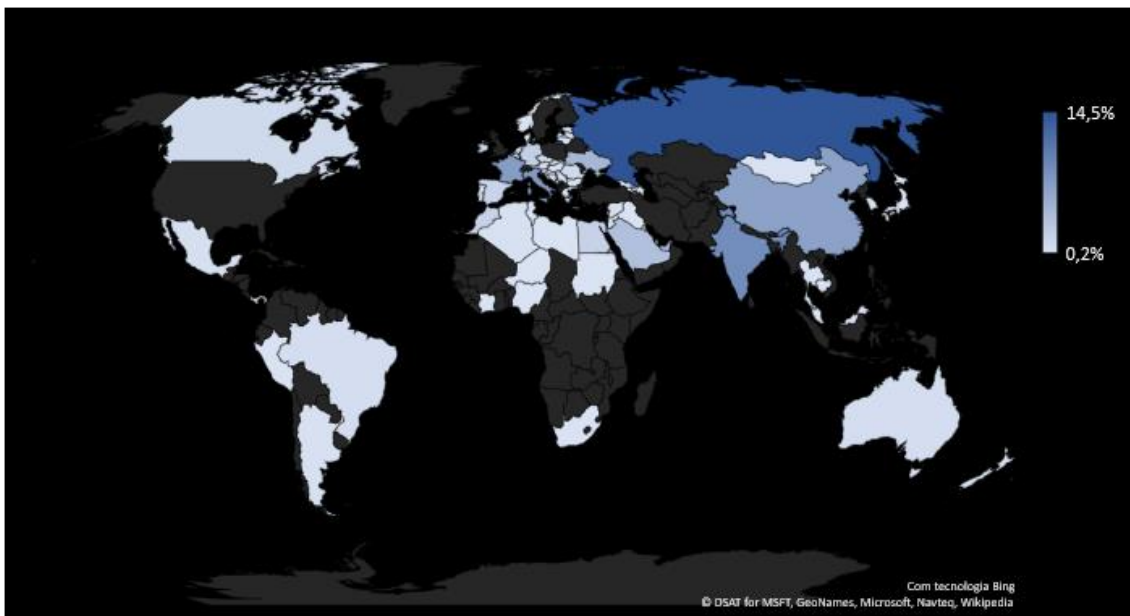 14,5%
0,2%
Com tecnologia Bing
© DSAT for MSFT, GeoNames, Microsoft, Navteq, Wikipedia